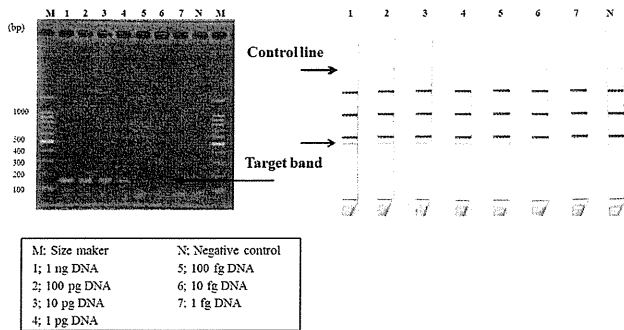 M 1 2 3 4 5 6 7 N M
(bp)
1000
500
400
300
200
100
Control line
Target band
1 2 3 4 5 6 7 N
M: Size maker
N: Negative control
1; 1 ng DNA
5; 100 fg DNA
2; 100 pg DNA
6; 10 fg DNA
3; 10 pg DNA
7; 1 fg DNA
4; 1 pg DNA